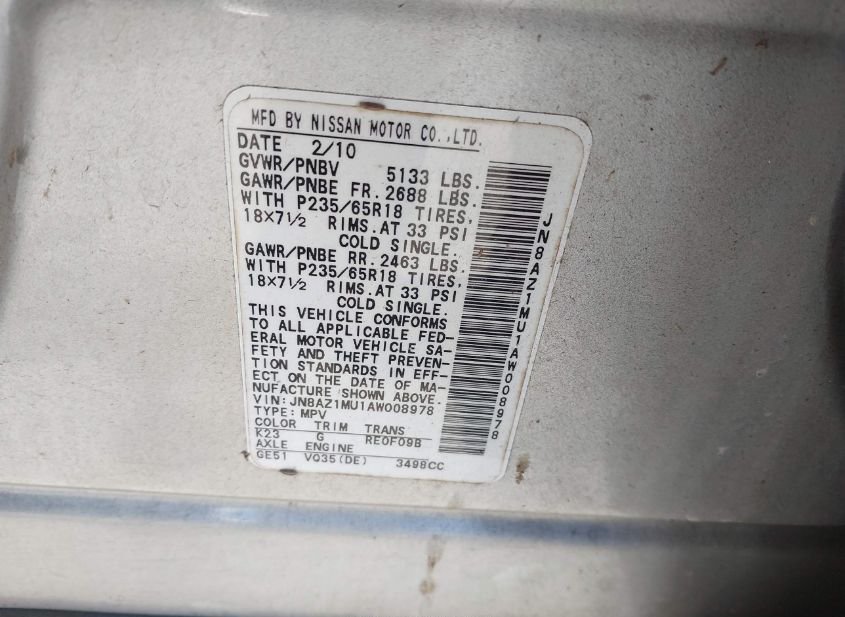 MFD BY NISSAN MOTOR CO.,LTD.
DATE 2/10
GVWR/PNBV 5133 LBS.
GAWR/PNBE FR. 2688 LBS.
WITH P235/65R18 TIRES.
18X7½ RIMS. AT 33 PSI
COLD SINGLE.
GAWR/PNBE RR. 2463 LBS.
WITH P235/65R18 TIRES.
18X7½ RIMS. AT 33 PSI
COLD SINGLE.
THIS VEHICLE CONFORMS
TO ALL APPLICABLE FED-
ERAL MOTOR VEHICLE SA-
FETY AND THEFT PREVEN-
TION STANDARDS IN EFF-
ECT ON THE DATE OF MA-
NUFACTURE SHOWN ABOVE.
VIN:JN8AZ1MU1AW008978
TYPE: MPV
COLOR TRIM TRANS
K23 G RE0F09B
AXLE ENGINE
GE51 VQ35(DE) 3498CC
JN8AZ1MU1AW008978